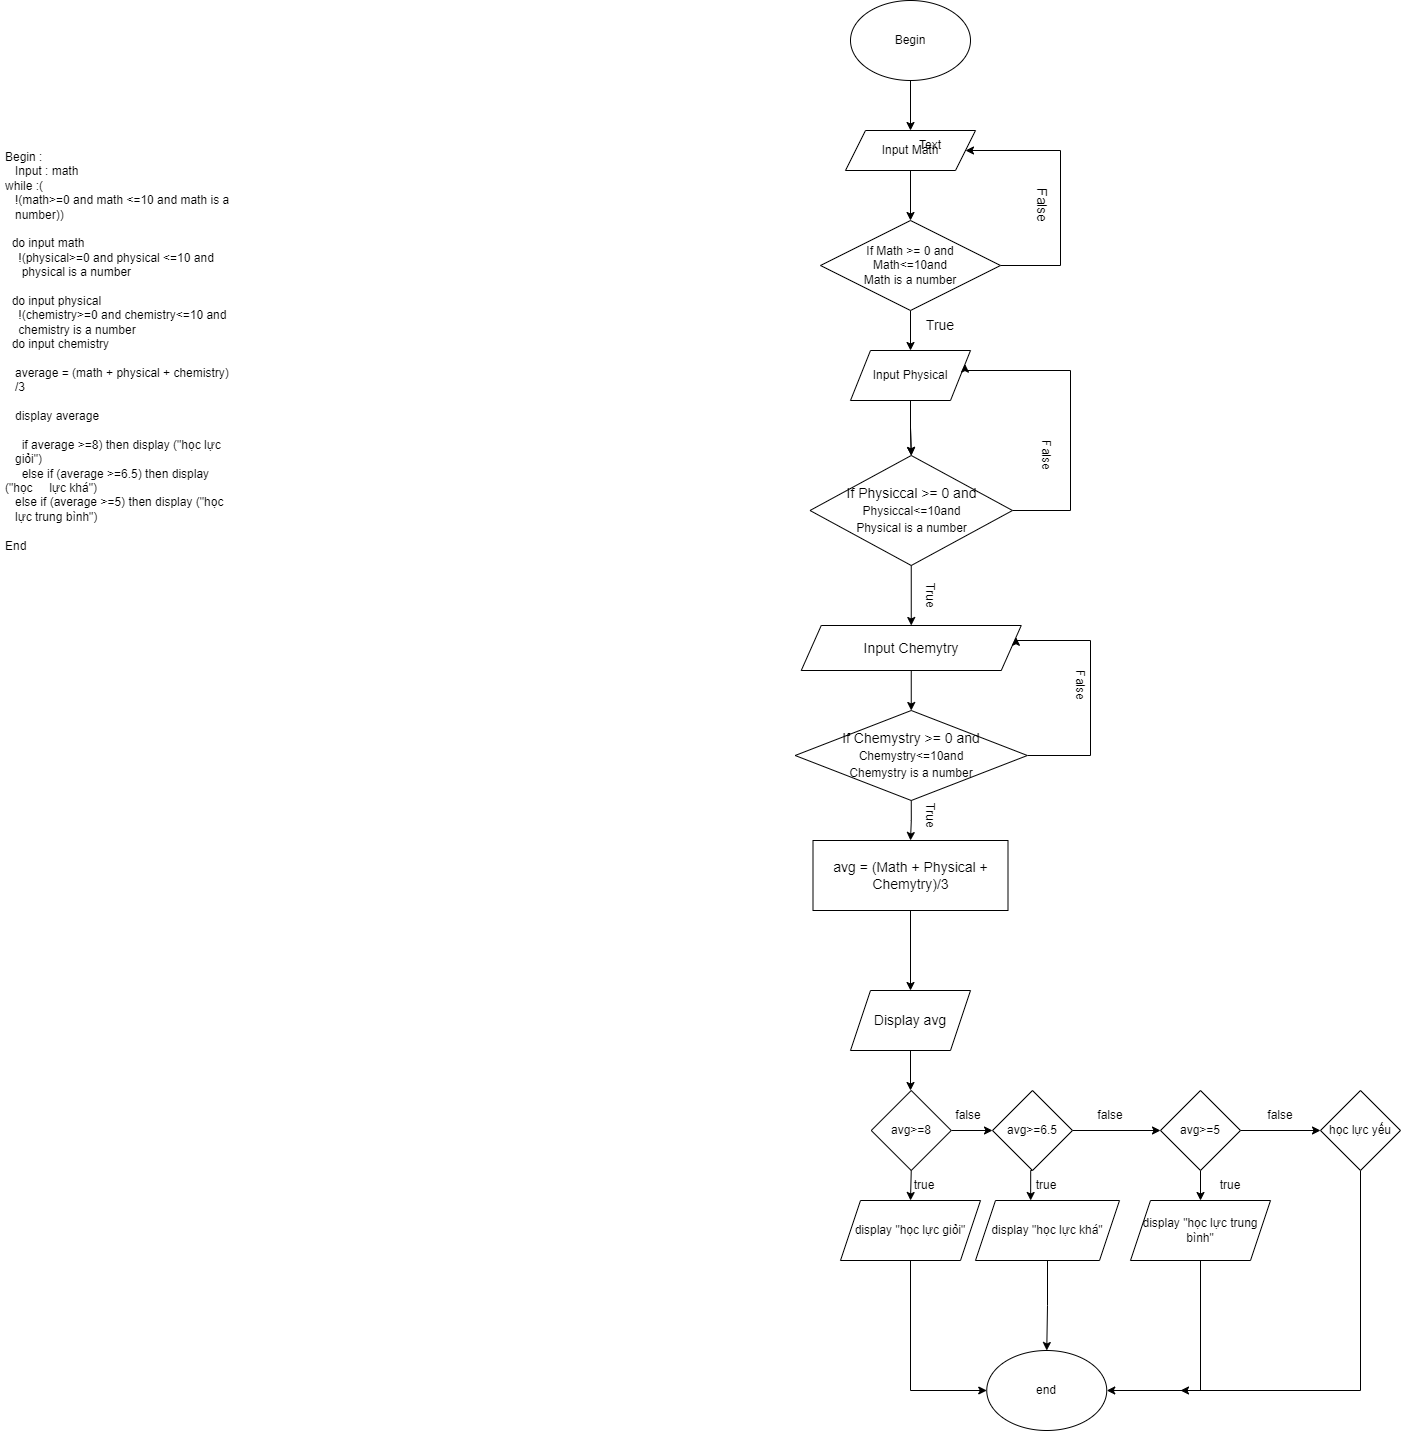 Begin :
Input : math
while :(
!(math>=0 and math <=10 and math is a
number))
do input math
!(physical>=0 and physical <=10 and
physical is a number
do input physical
!(chemistry>=0 and chemistry<=10 and
chemistry is a number
do input chemistry
average = (math + physical + chemistry)
/3
display average
if average >=8) then display ("học lực
giỏi")
else if (average >=6.5) then display
("học lực khá")
else if (average >=5) then display ("học
lực trung bình")
End
Begin
Text
Input Math
False
If Math >= 0 and
Math<=10and
Math is a number
True
Input Physical
False
If Physiccal >= 0 and
Physiccal<=10and
Physical is a number
True
Input Chemytry
False
If Chemystry >= 0 and
Chemystry<=10and
Chemystry is a number
True
avg = (Math + Physical +
Chemytry)/3
Display avg
avg>=8
false
avg>=6.5
false
avg>=5
false
học lực yếu
true
true
true
display "học lực giỏi"
display "học lực khá"
display "học lực trung
bình"
end